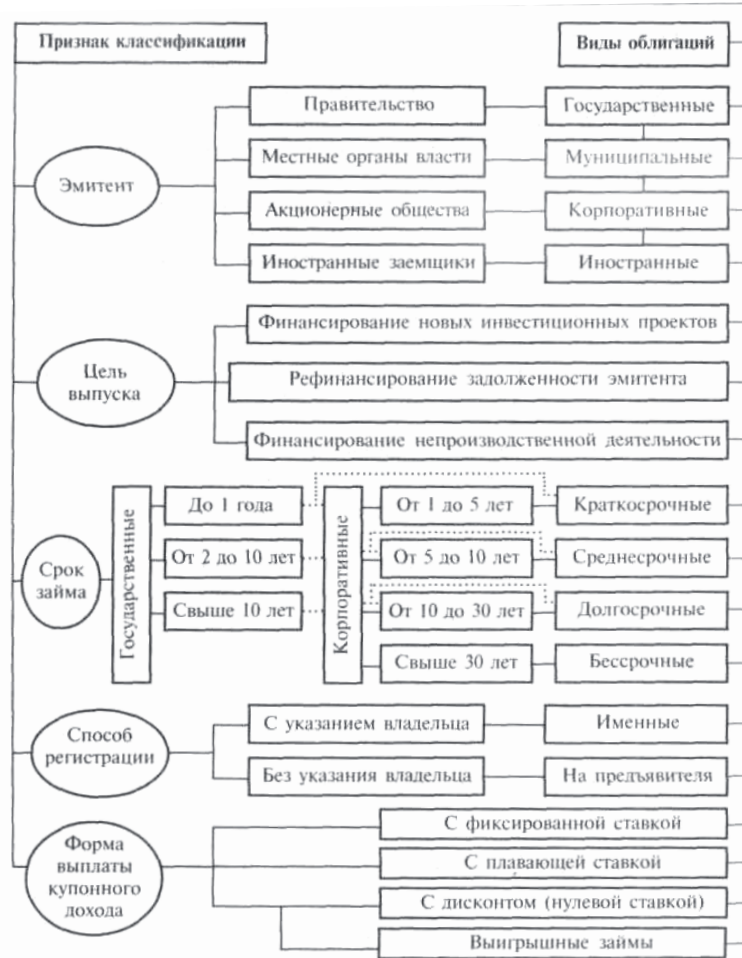 Признак классификации
Виды облигаций
Эмитент
Правительство
Государственные
Местные органы власти
Муниципальные
Акционерные общества
Корпоративные
Иностранные заемщики
Иностранные
Цель
выпуска
Финансирование новых инвестиционных проектов
Рефинансирование задолженности эмитента
Финансирование непроизводственной деятельности
Срок
займа
Государственные
До 1 года
От 2 до 10 лет
Свыше 10 лет
Корпоративные
От 1 до 5 лет
Краткосрочные
От 5 до 10 лет
Среднесрочные
От 10 до 30 лет
Долгосрочные
Свыше 30 лет
Бессрочные
Способ
регистрации
С указанием владельца
Именные
Без указания владельца
На предъявителя
Форма
выплаты
купонного
дохода
С фиксированной ставкой
С плавающей ставкой
С дисконтом (нулевой ставкой)
Выигрышные займы